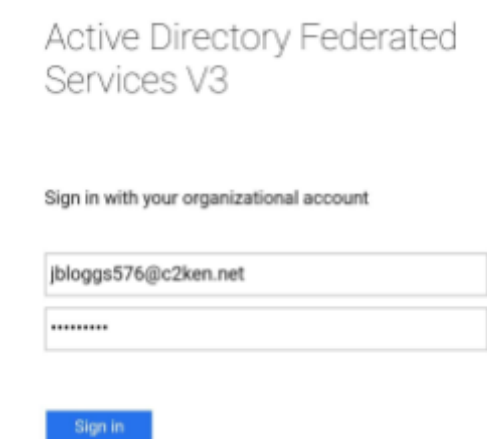 Active Directory Federated
Services V3
Sign in with your organizational account
jbloggs576@c2ken.net
•••••••••
Sign in